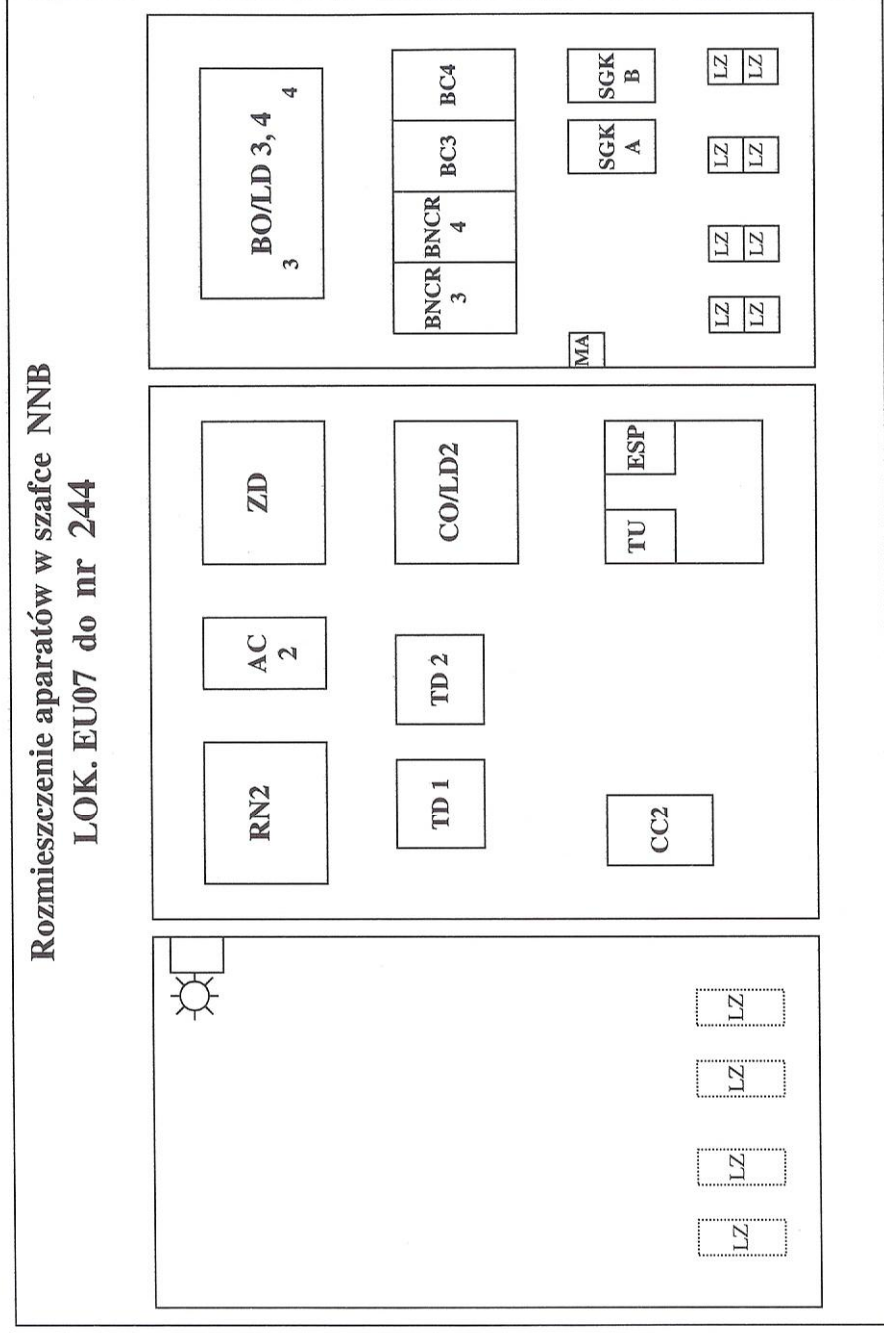 Rozmieszczenie aparatów w szafce NNB
LOK. EU07 do nr 244
LZ
LZ
LZ
LZ
RN2
AC
2
ZD
TD 1
TD 2
CO/LD2
CC2
TU
ESP
BO/LD 3, 4
3
4
BNCR
3
BNCR
4
BC3
BC4
MA
SGK
A
SGK
B
LZ
LZ
LZ
LZ
LZ
LZ
LZ
LZ